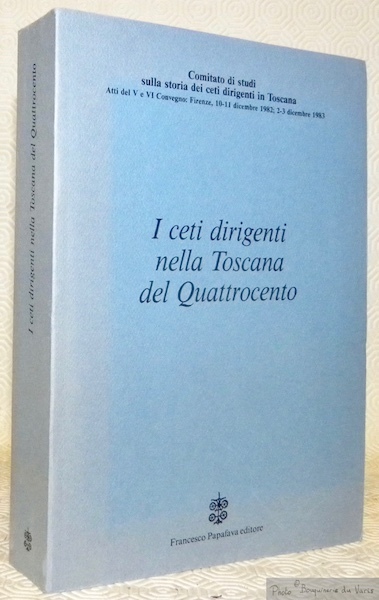 Comitato di studi
sulla storia dei ceti dirigenti in Toscana
Atti del V e VI Convegno: Firenze, 10-11 dicembre 1982; 2-3 dicembre 1983
I ceti dirigenti
nella Toscana
del Quattrocento
Francesco Papafava editore
I ceti dirigenti nella Toscana del Quattrocento
Photo © Bouquinerie du Varis